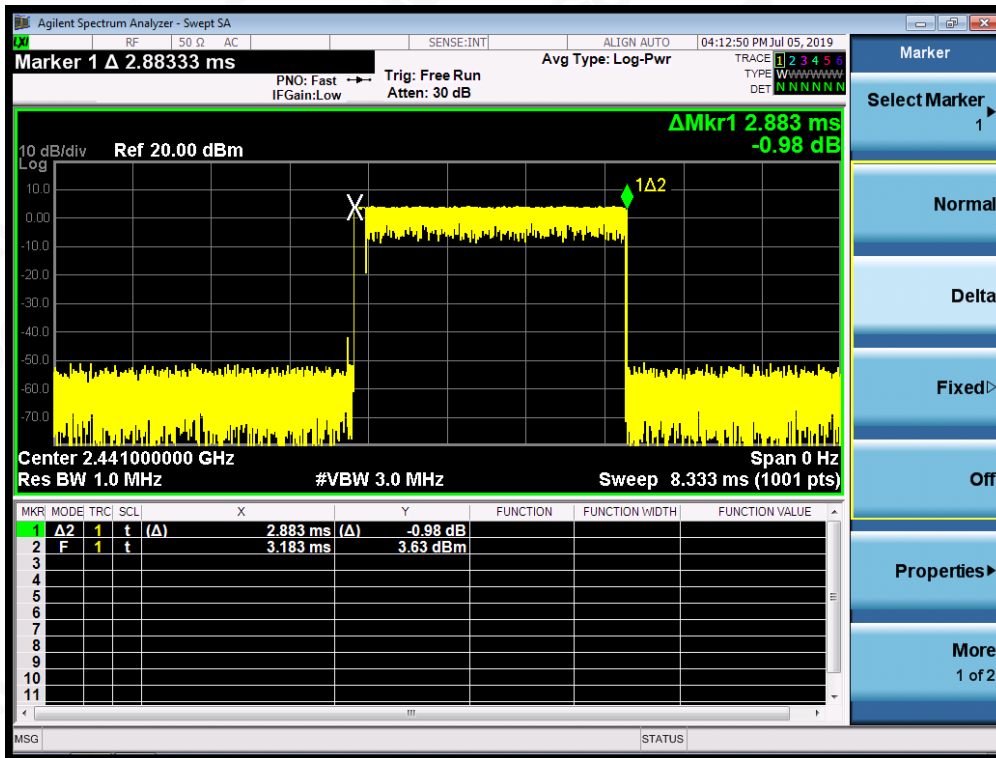 Agilent Spectrum Analyzer - Swept SA
LXI RF 50 Ω AC SENSE:INT ALIGN AUTO 04:12:50 PM Jul 05, 2019
Marker 1 Δ 2.88333 ms
PNO: Fast
IFGain:Low
Trig: Free Run
Atten: 30 dB
Avg Type: Log-Pwr
TRACE 1 2 3 4 5 6
TYPE WWWWWW
DET N N N N N N
ΔMkr1 2.883 ms
-0.98 dB
10 dB/div Ref 20.00 dBm
Log
10.0
0.00
-10.0
-20.0
-30.0
-40.0
-50.0
-60.0
-70.0
X
1Δ2
Center 2.441000000 GHz Span 0 Hz
Res BW 1.0 MHz #VBW 3.0 MHz Sweep 8.333 ms (1001 pts)
MKR MODE TRC SCL X Y FUNCTION FUNCTION WIDTH FUNCTION VALUE
1 Δ2 1 t (Δ) 2.883 ms (Δ) -0.98 dB
2 F 1 t 3.183 ms 3.63 dBm
3
4
5
6
7
8
9
10
11
MSG STATUS
Marker
Select Marker
1
Normal
Delta
Fixed
Off
Properties
More
1 of 2